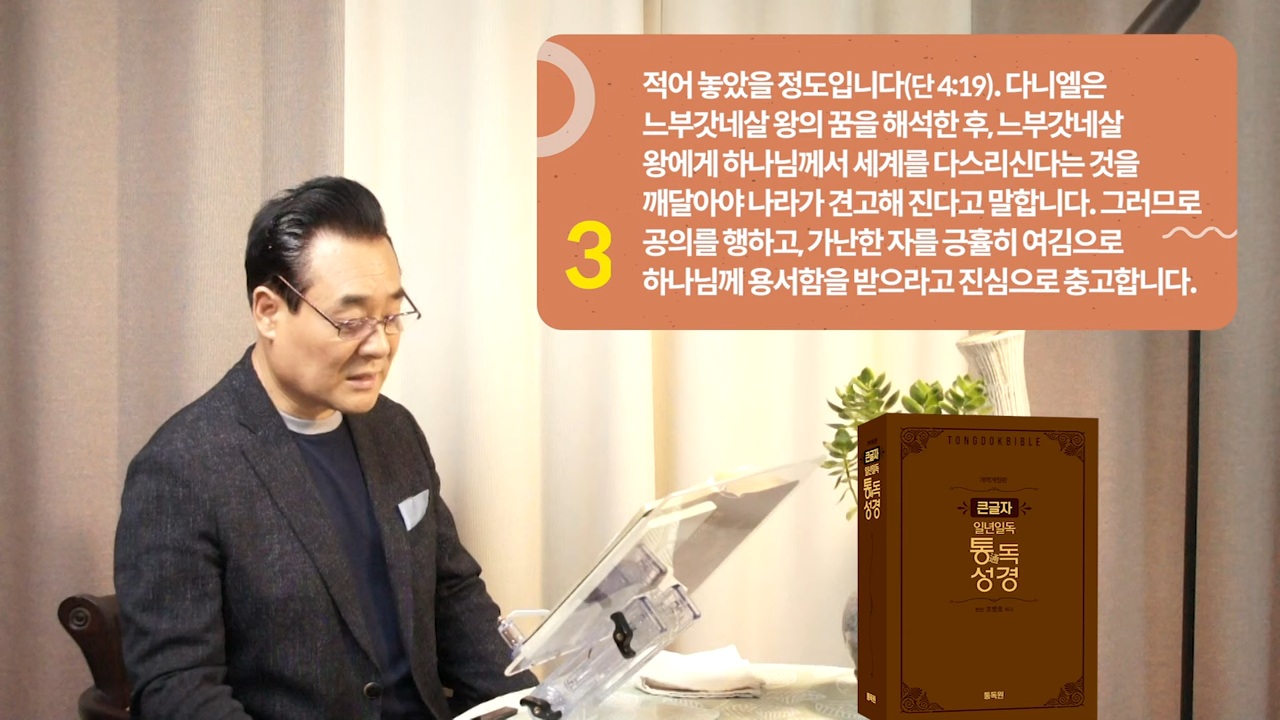 적어 놓았을 정도입니다(단 4:19). 다니엘은
느부갓네살 왕의 꿈을 해석한 후, 느부갓네살
왕에게 하나님께서 세계를 다스리신다는 것을
깨달아야 나라가 견고해 진다고 말합니다. 그러므로
공의를 행하고, 가난한 자를 긍휼히 여김으로
하나님께 용서함을 받으라고 진심으로 충고합니다.
3
큰글자
일년일독
통독
성경
통독원
TONGDOKBIBLE
큰글자
일년일독
통독
성경
통독원